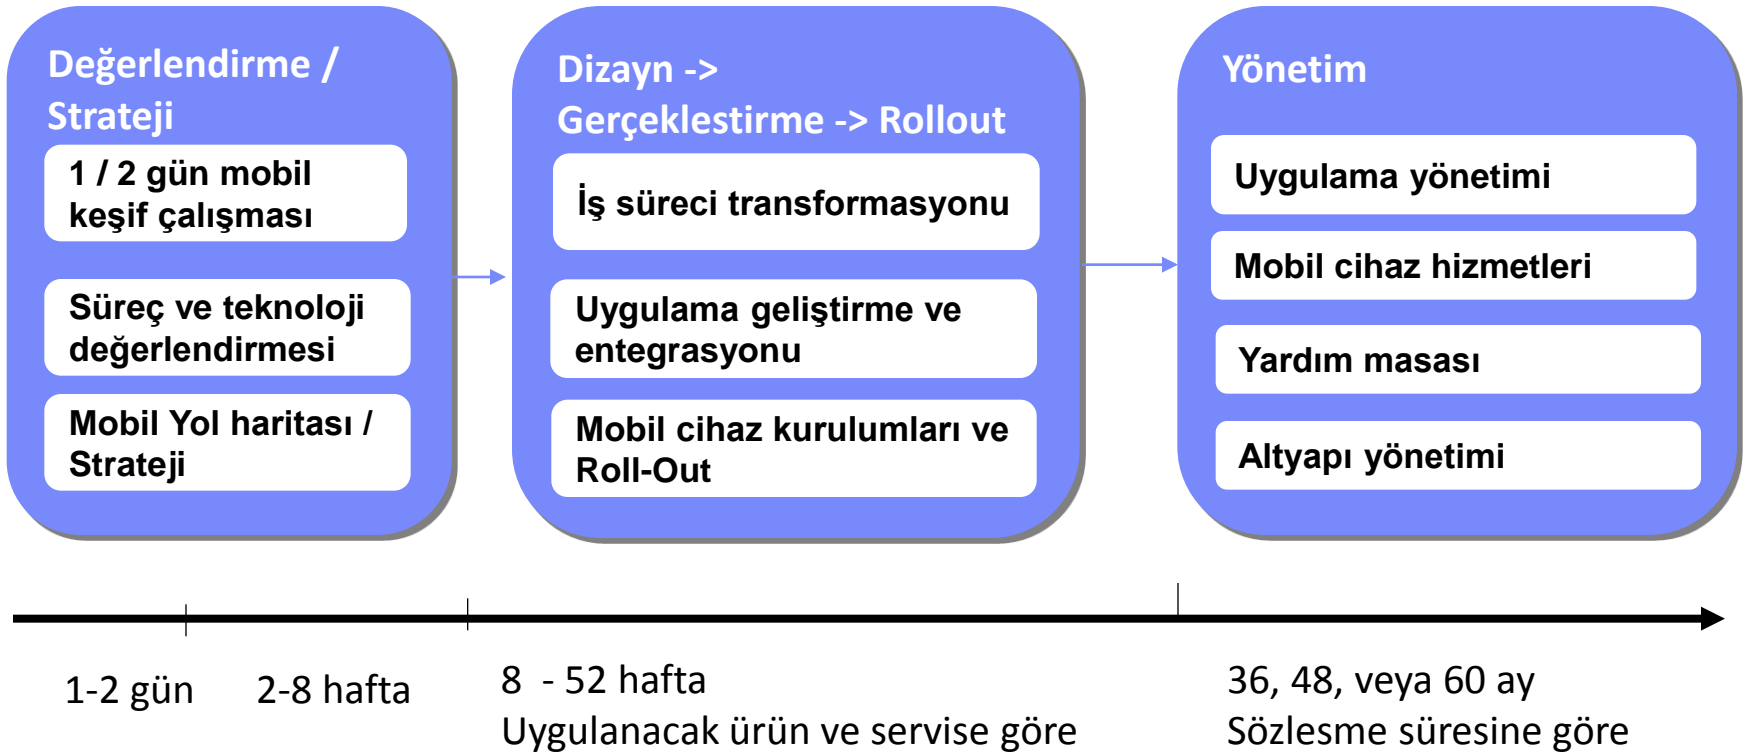 Değerlendirme /
Strateji
1 / 2 gün mobil
keşif çalışması
Süreç ve teknoloji
değerlendirmesi
Mobil Yol haritası /
Strateji
Dizayn ->
Gerçeklestirme -> Rollout
İş süreci transformasyonu
Uygulama geliştirme ve
entegrasyonu
Mobil cihaz kurulumları ve
Roll-Out
Yönetim
Uygulama yönetimi
Mobil cihaz hizmetleri
Yardım masası
Altyapı yönetimi
1-2 gün
2-8 hafta
8 - 52 hafta
Uygulanacak ürün ve servise göre
36, 48, veya 60 ay
Sözlesme süresine göre